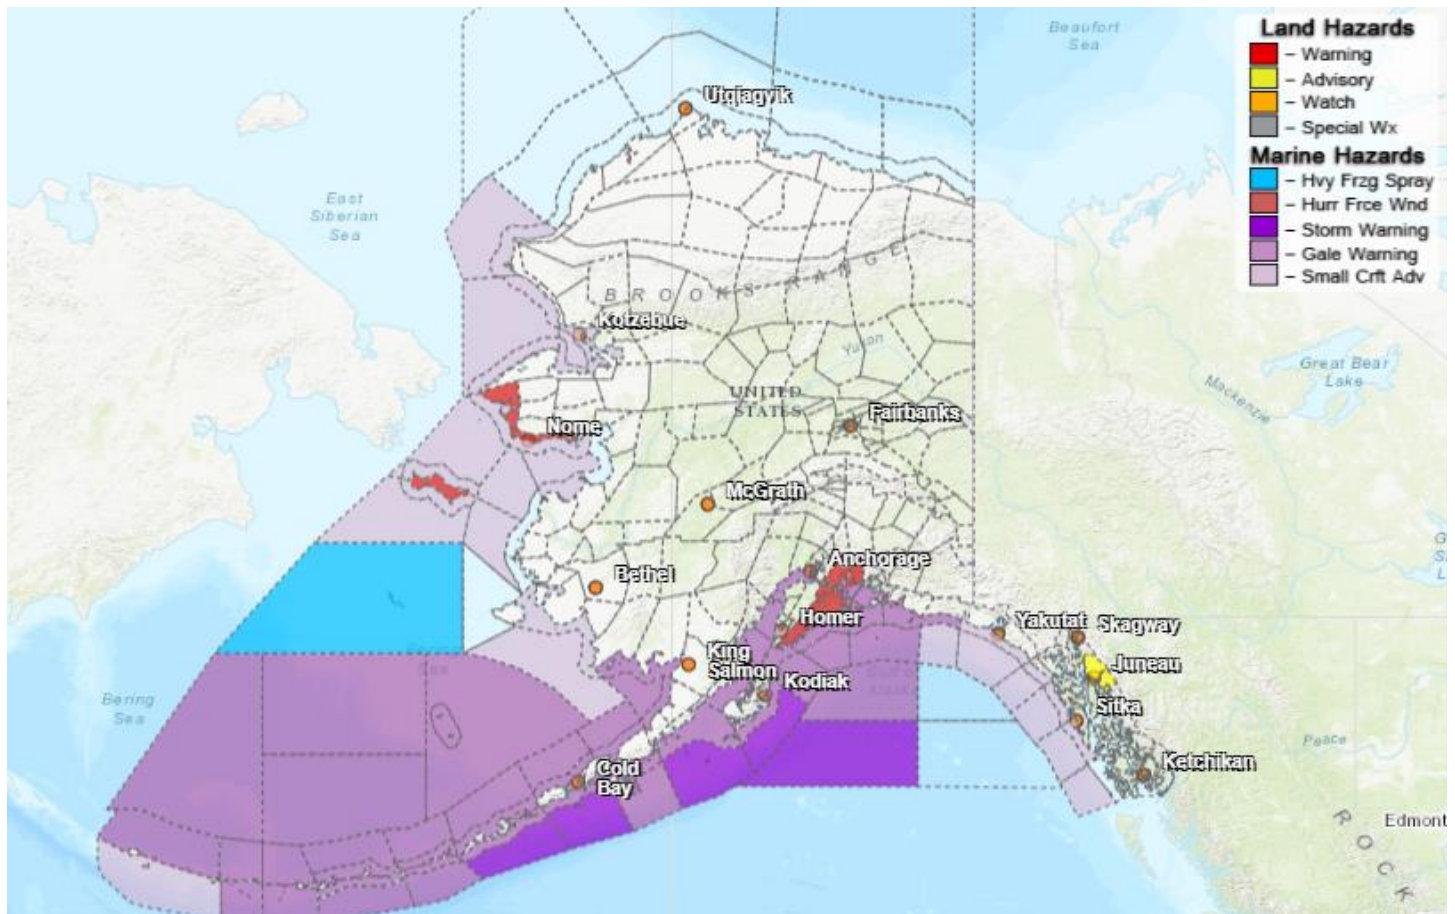 Beaufort
Sea
Land Hazards
– Warning
– Advisory
– Watch
– Special Wx
Marine Hazards
– Hvy Frzg Spray
– Hurr Frce Wnd
– Storm Warning
– Gale Warning
– Small Crft Adv
Utqiagvik
East
Siberian
Sea
BROOKS RANGE
Kotzebue
Yukon
Great Bear
Lake
Mackenzie
UNITED
STATES
Nome
Fairbanks
McGrath
Anchorage
Bethel
Homer
Yakutat
Skagway
King
Salmon
Juneau
Kodiak
Bering
Sea
Sitka
Peace
Ketchikan
Cold
Bay
Edmont
ROCK